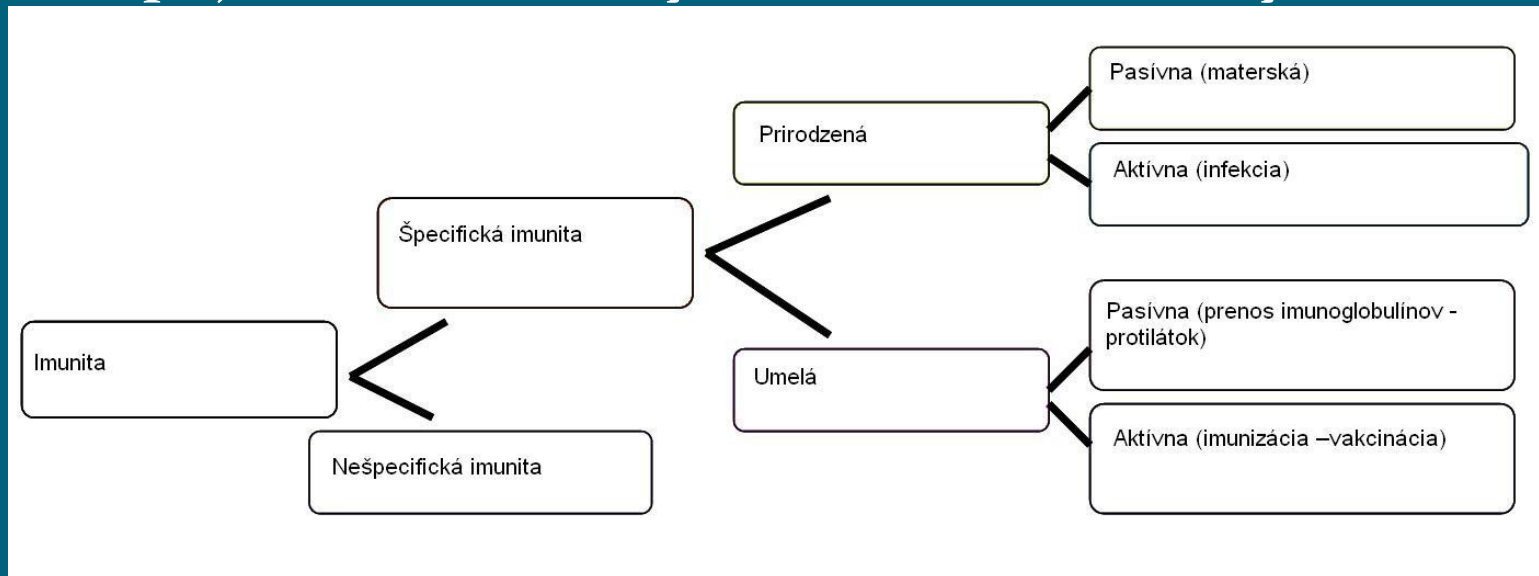 Pasívna (materská)
Prirodzená
Aktívna (infekcia)
Špecifická imunita
Pasívna (prenos imunoglobulínov -
protilátok)
Imunita
Umelá
Aktívna (imunizácia –vakcinácia)
Nešpecifická imunita